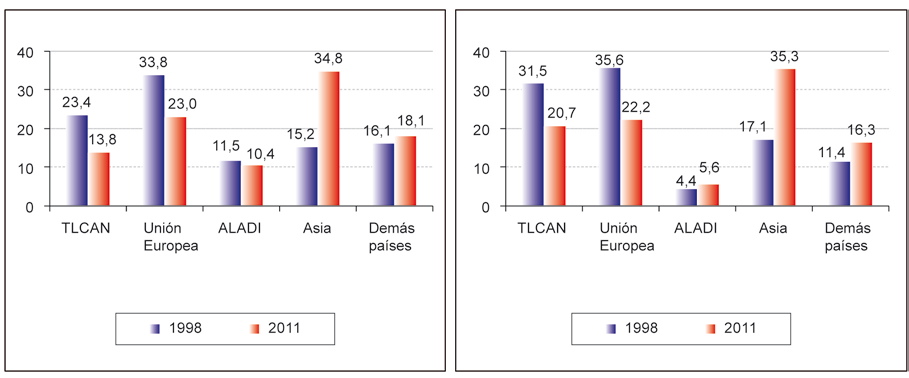 40
30
20
10
0
23,4
13,8
33,8
23,0
11,5
10,4
15,2
34,8
16,1
18,1
TLCAN
Unión
Europea
ALADI
Asia
Demás
países
1998
2011
40
30
20
10
0
31,5
20,7
35,6
22,2
4,4
5,6
17,1
35,3
11,4
16,3
TLCAN
Unión
Europea
ALADI
Asia
Demás
países
1998
2011